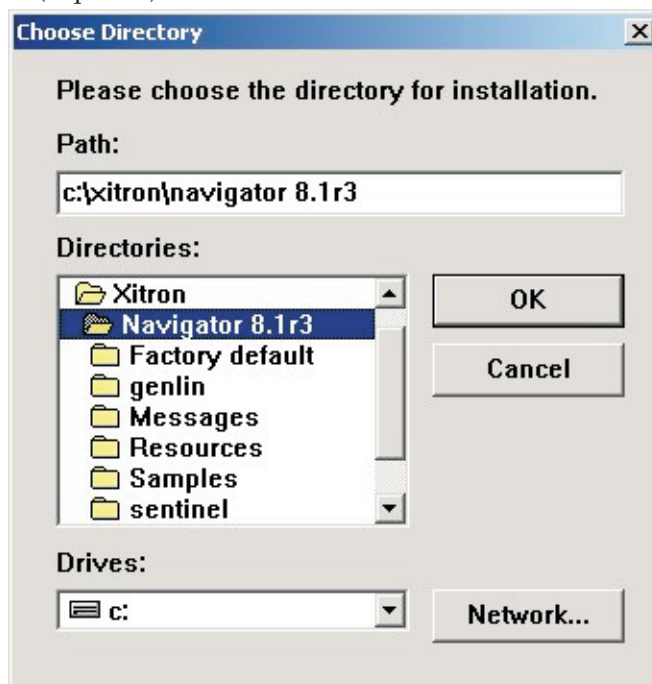 Choose Directory
Please choose the directory for installation.
Path:
c:\xitron\navigator 8.1r3
Directories:
Xitron
Navigator 8.1r3
Factory default
genlin
Messages
Resources
Samples
sentinel
OK
Cancel
Drives:
c:
Network...